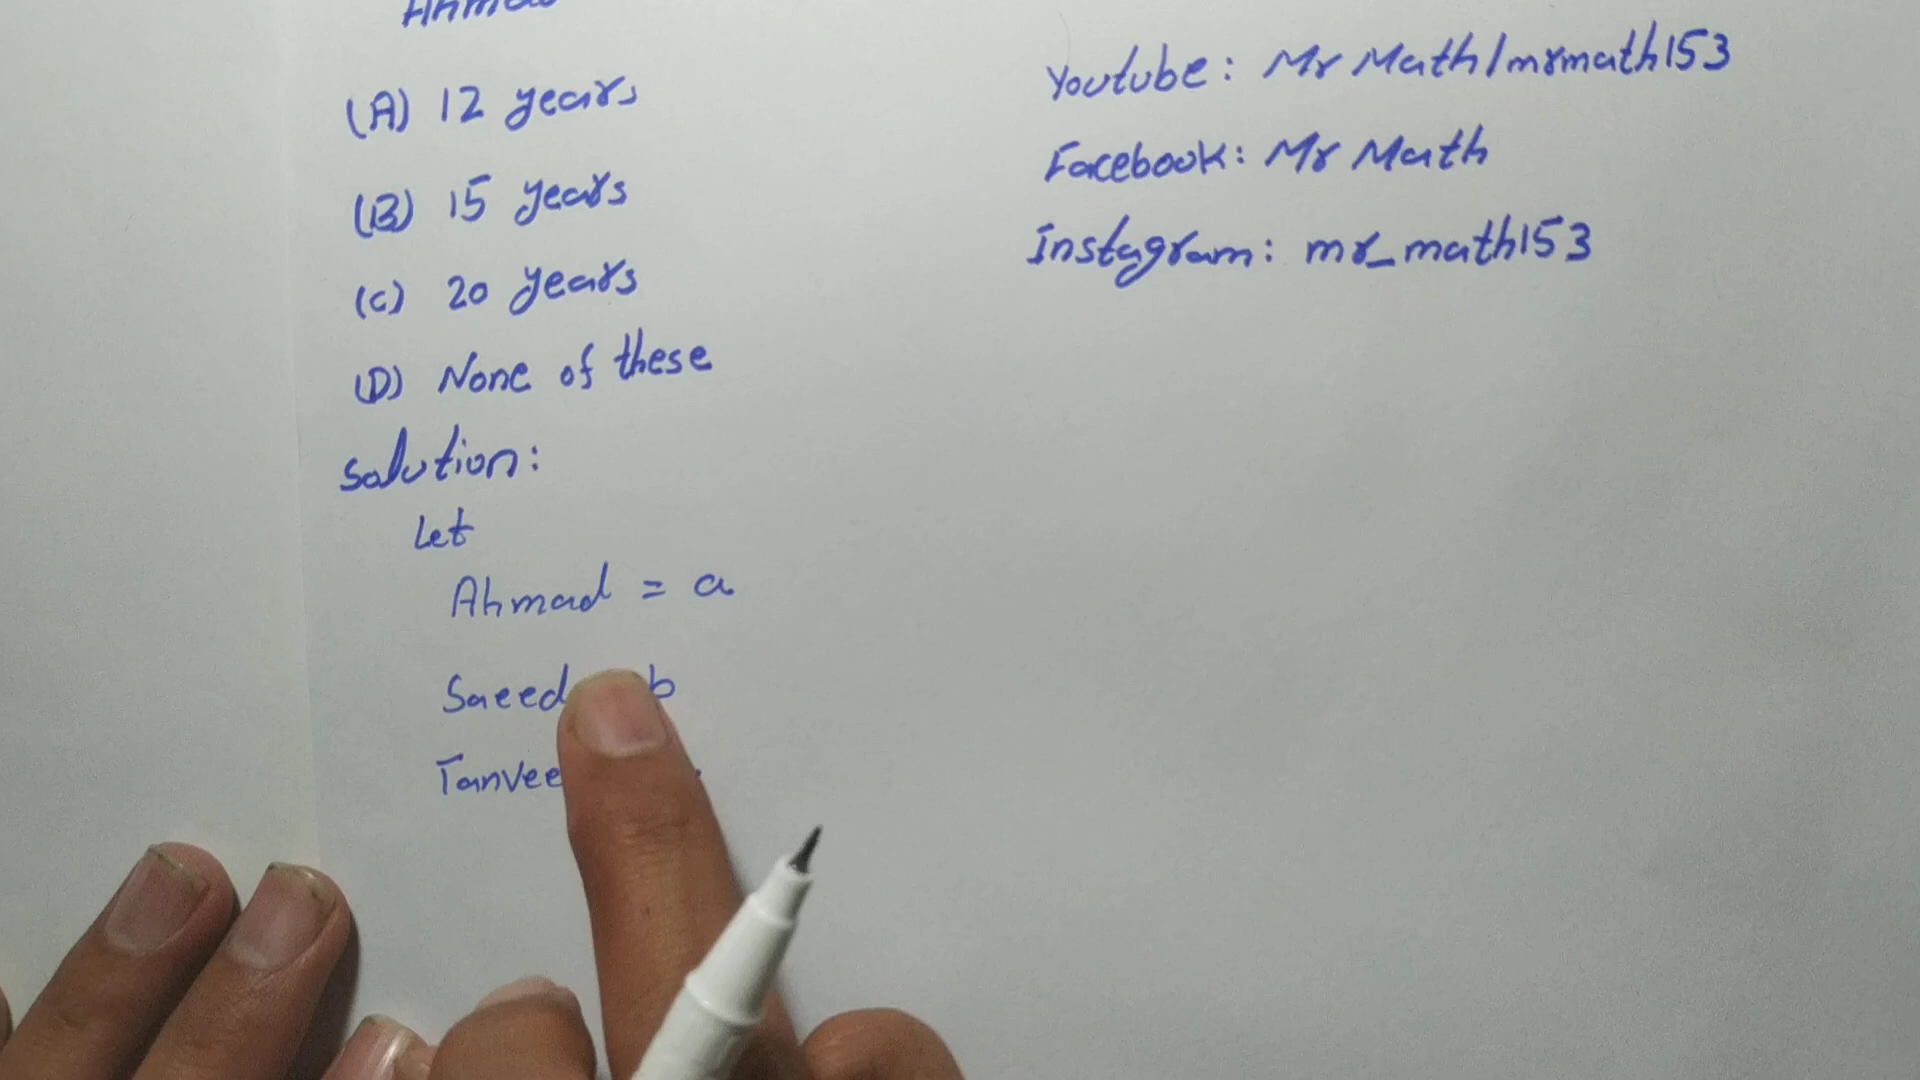 Ahmad
(A) 12 years
(B) 15 years
(C) 20 years
(D) None of these
Solution:
Let
Ahmad = a
Saeed b
Tanvee
Youtube: Mr Math/mrmath153
Facebook: Mr Math
Instagram: mr_math153